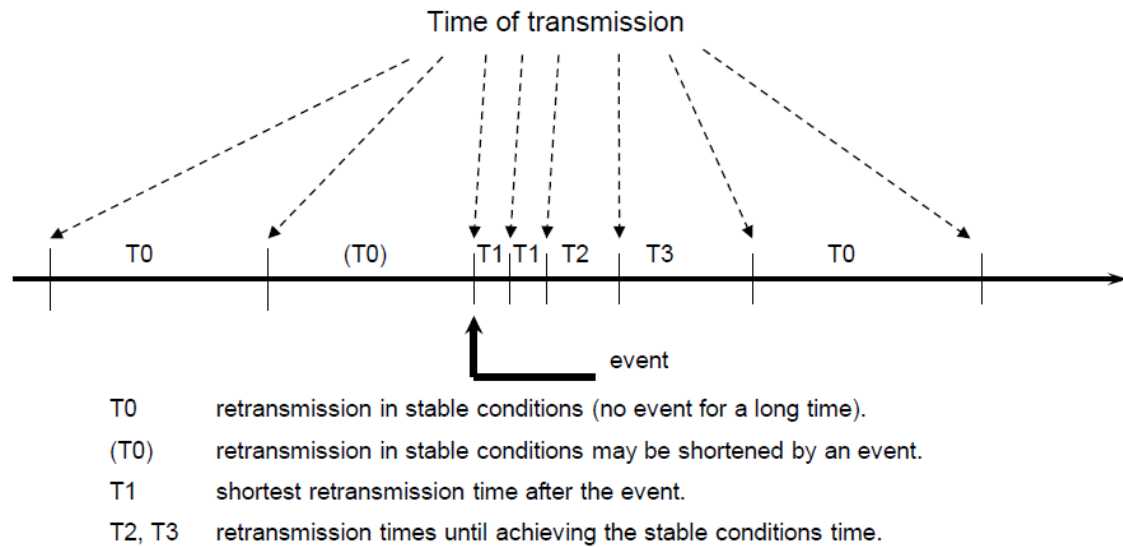 Time of transmission
T0 (T0) T1 T1 T2 T3 T0
event
T0 retransmission in stable conditions (no event for a long time).
(T0) retransmission in stable conditions may be shortened by an event.
T1 shortest retransmission time after the event.
T2, T3 retransmission times until achieving the stable conditions time.